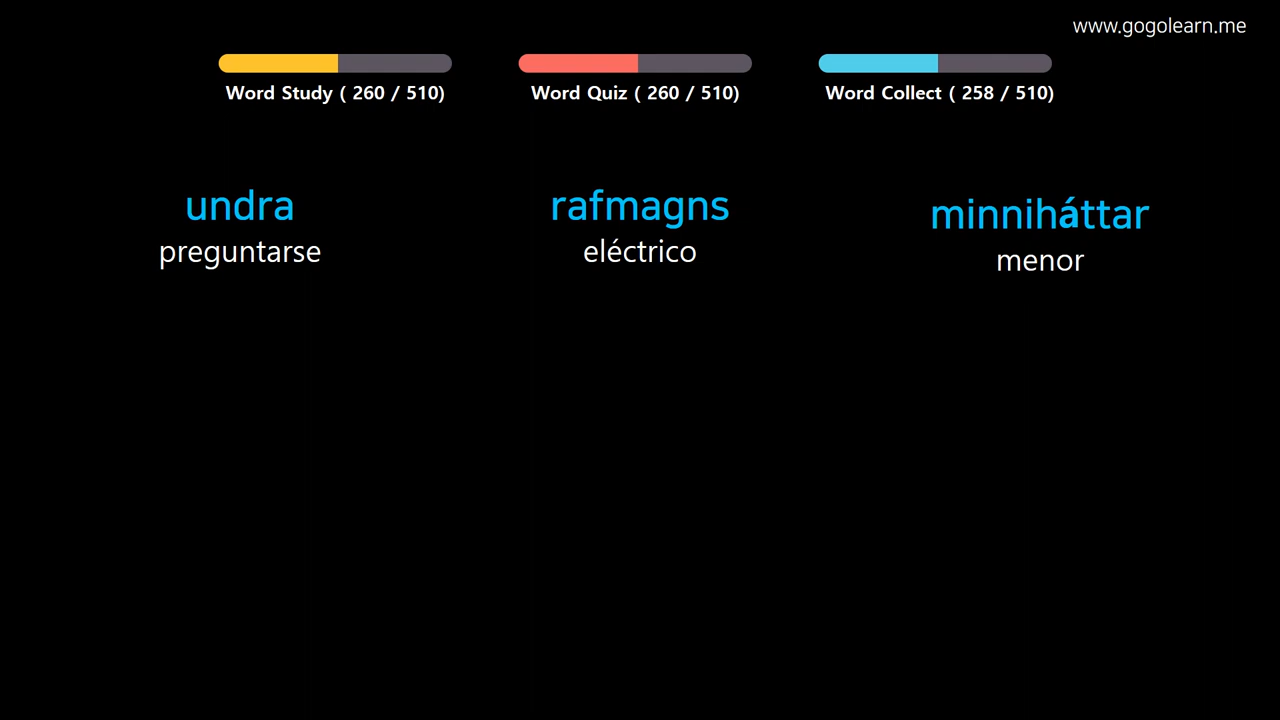 www.gogolearn.me
Word Study ( 260 / 510)
Word Quiz ( 260 / 510)
Word Collect ( 258 / 510)
undra
preguntarse
rafmagns
eléctrico
minniháttar
menor